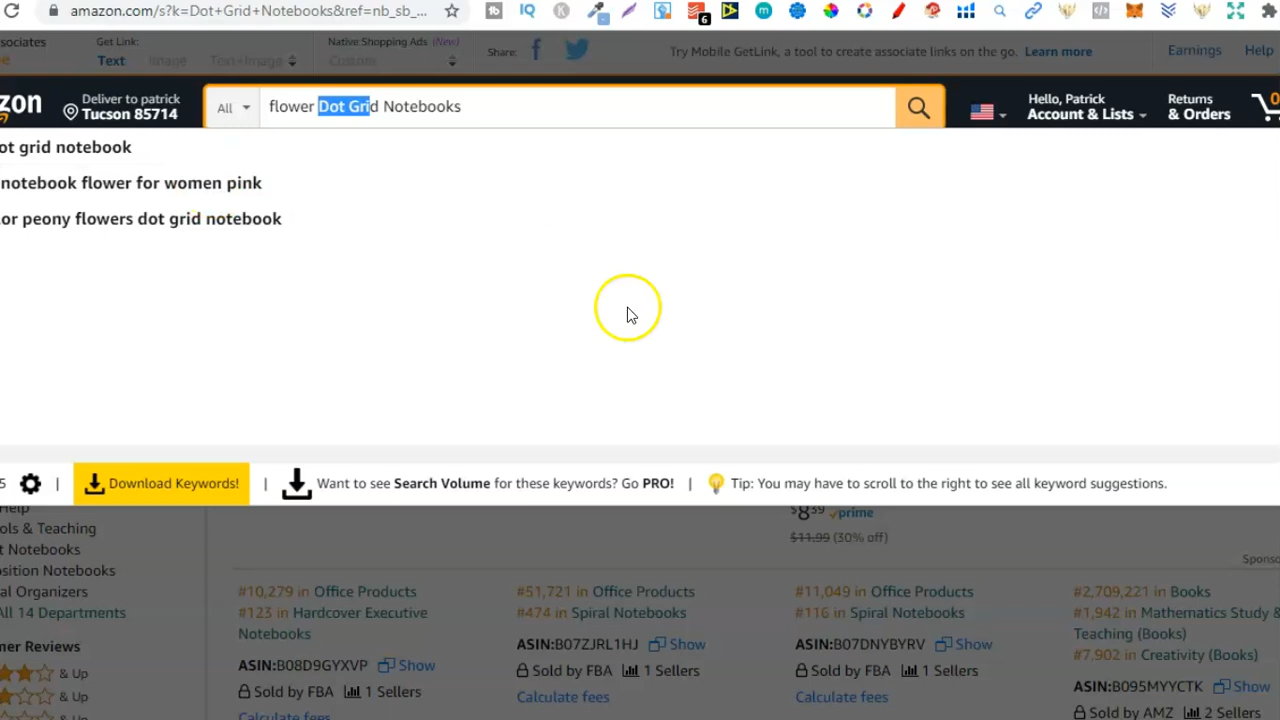 amazon.com/s?k=Dot+Grid+Notebooks&ref=nb_sb_...
IQ
K
6
m
sociates
Get Link:
Text
Image
Text+Image
Native Shopping Ads (New)
Custom
Share:
Try Mobile GetLink, a tool to create associate links on the go. Learn more
Earnings
Help
zon
Deliver to patrick
Tucson 85714
All
flower Dot Grid Notebooks
Hello, Patrick
Account & Lists
Returns
& Orders
0
ot grid notebook
notebook flower for women pink
or peony flowers dot grid notebook
5 | Download Keywords! | Want to see Search Volume for these keywords? Go PRO! | Tip: You may have to scroll to the right to see all keyword suggestions.
Help
ols & Teaching
t Notebooks
sition Notebooks
al Organizers
All 14 Departments
mer Reviews
& Up
& Up
$8.39 prime
$11.99 (30% off)
Sponso
#10,279 in Office Products
#123 in Hardcover Executive
Notebooks
ASIN:B08D9GYXVP Show
Sold by FBA 1 Sellers
Calculate fees
#51,721 in Office Products
#474 in Spiral Notebooks
ASIN:B07ZJRL1HJ Show
Sold by FBA 1 Sellers
Calculate fees
#11,049 in Office Products
#116 in Spiral Notebooks
ASIN:B07DNYBYRV Show
Sold by FBA 1 Sellers
Calculate fees
#2,709,221 in Books
#1,942 in Mathematics Study &
Teaching (Books)
#7,902 in Creativity (Books)
ASIN:B095MYYCTK Show
Sold by AMZ 2 Sellers